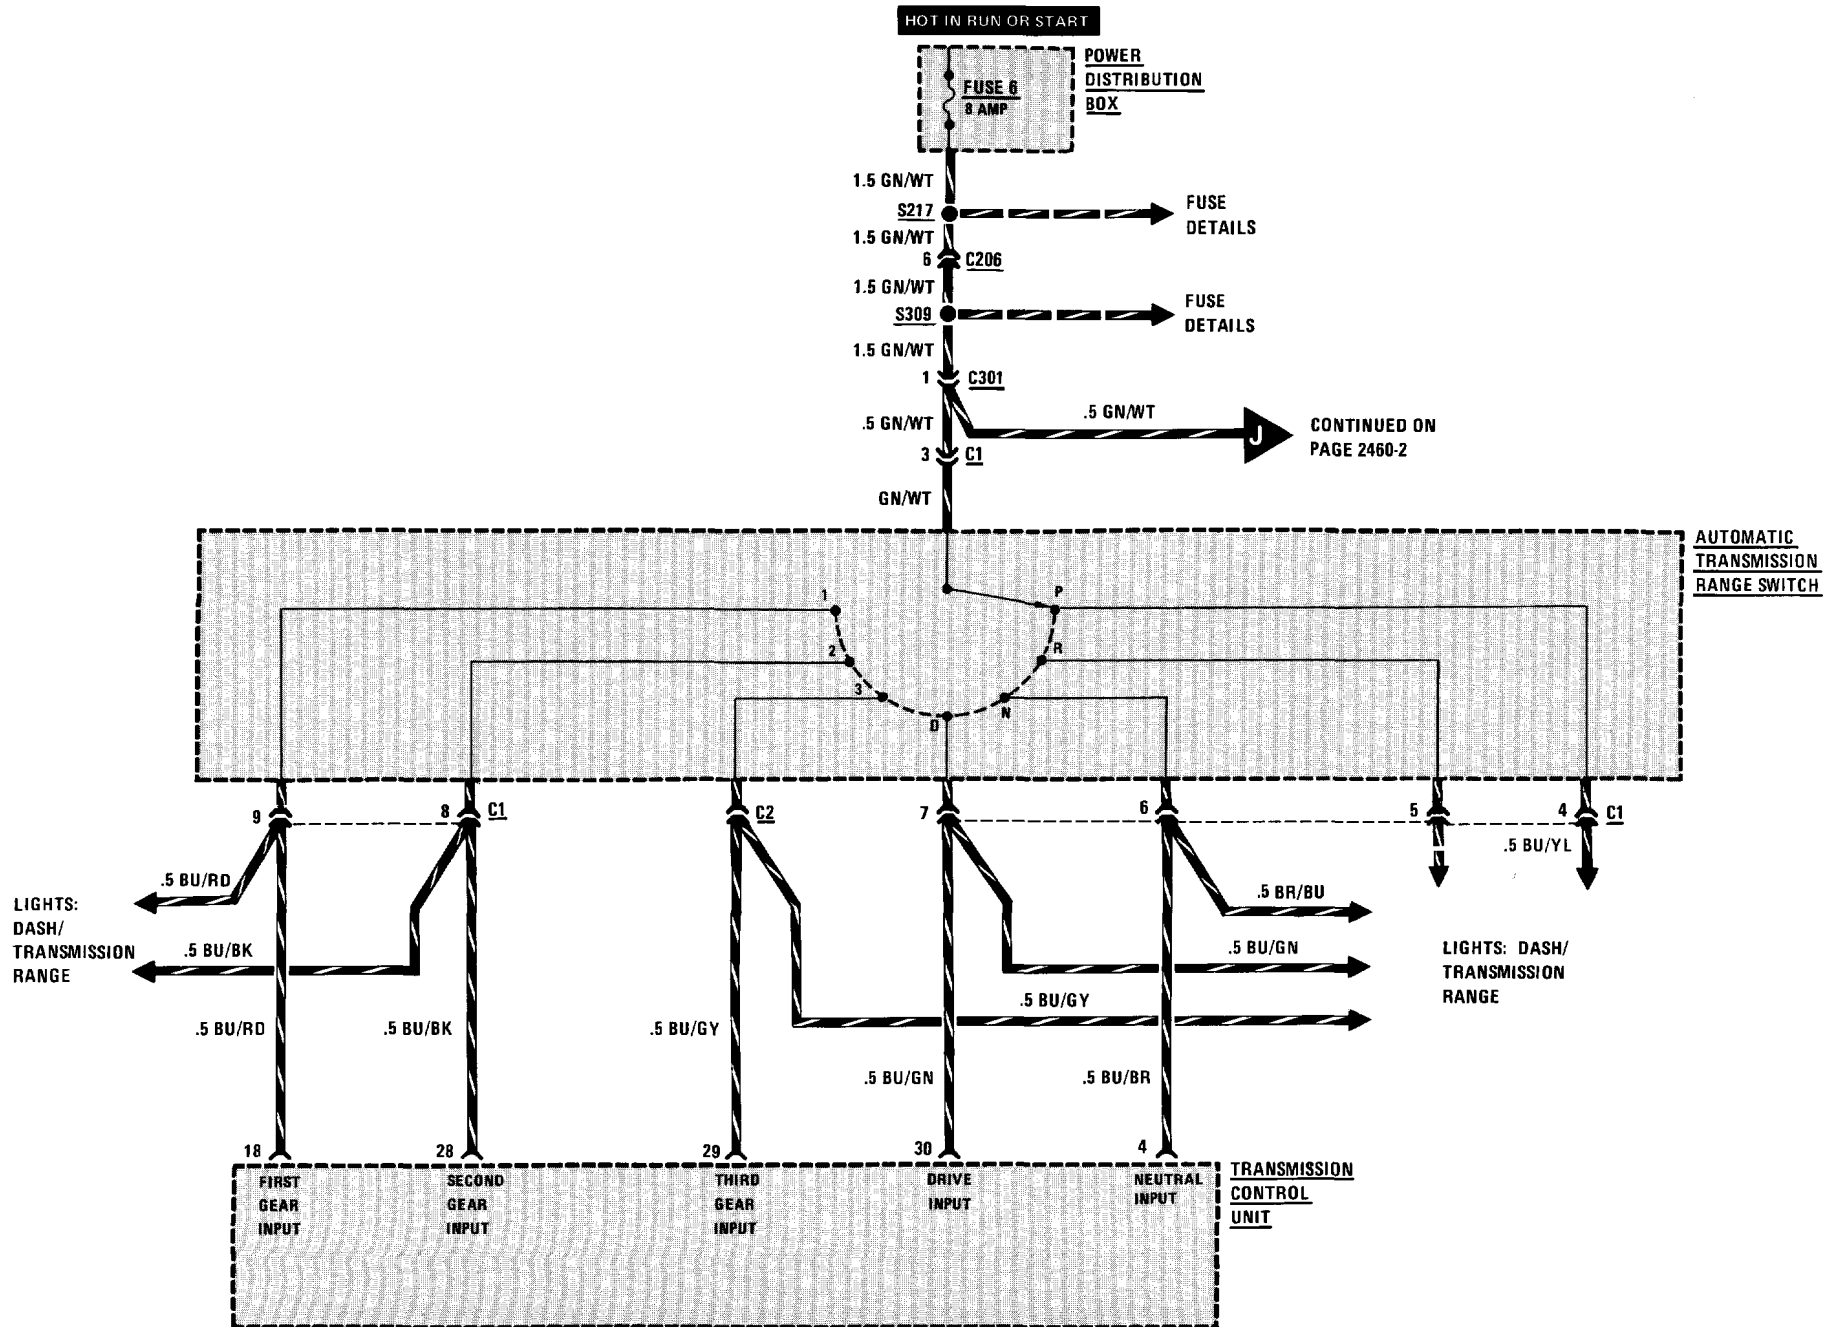 HOT IN RUN OR START
POWER
DISTRIBUTION
BOX
FUSE 6
8 AMP
1.5 GN/WT
S217
FUSE
DETAILS
1.5 GN/WT
6
C206
1.5 GN/WT
S309
FUSE
DETAILS
1.5 GN/WT
1
C301
.5 GN/WT
.5 GN/WT
J
CONTINUED ON
PAGE 2460-2
3
C1
GN/WT
AUTOMATIC
TRANSMISSION
RANGE SWITCH
1
P
2
R
3
N
D
9
8
C1
C2
7
6
5
4
C1
.5 BU/YL
.5 BU/RD
.5 BR/BU
LIGHTS:
DASH/
TRANSMISSION
RANGE
.5 BU/BK
.5 BU/GN
LIGHTS: DASH/
TRANSMISSION
RANGE
.5 BU/GY
.5 BU/RD
.5 BU/BK
.5 BU/GY
.5 BU/GN
.5 BU/BR
18
28
29
30
4
FIRST
GEAR
INPUT
SECOND
GEAR
INPUT
THIRD
GEAR
INPUT
DRIVE
INPUT
NEUTRAL
INPUT
TRANSMISSION
CONTROL
UNIT